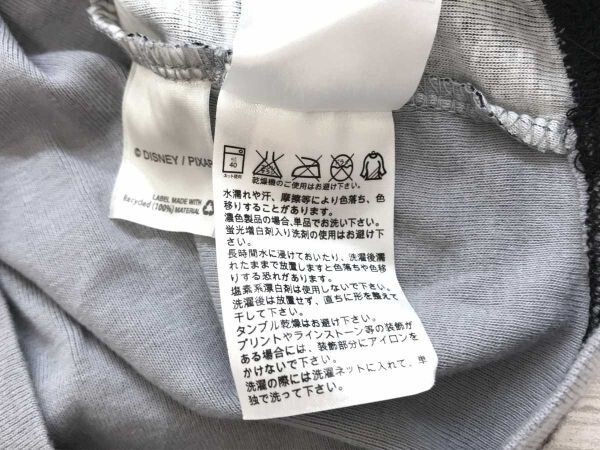 © DISNEY / PIXAR
LABEL MADE WITH
Recycled (100%) MATERIAL
40
ネット使用
乾燥機のご使用はお避け下さい。
水濡れや汗、摩擦等により色落ち、色
移りすることがあります。
濃色製品の場合、単品でお洗い下さい。
蛍光増白剤入り洗剤の使用はお避け下
さい。
長時間水に浸けておいたり、洗濯後濡
れたままで放置しますと色落ちや色移
りする恐れがあります。
塩素系漂白剤は使用しないで下さい。
洗濯後は放置せず、直ちに形を整えて
干して下さい。
タンブル乾燥はお避け下さい。
プリントやラインストーン等の装飾が
ある場合には、装飾部分にアイロンを
かけないで下さい。
洗濯の際には洗濯ネットに入れて、単
独で洗って下さい。